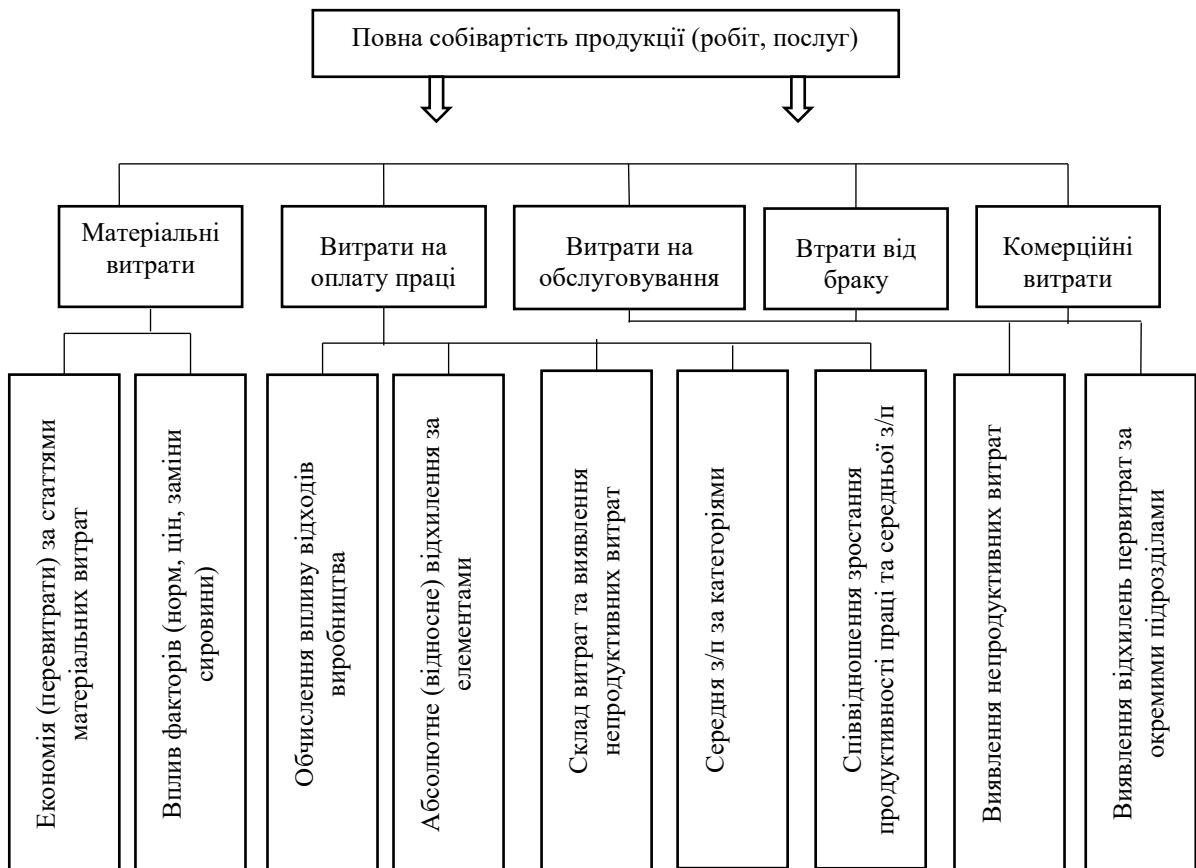 Повна собівартість продукції (робіт, послуг)
Матеріальні
витрати
Витрати на
оплату праці
Витрати на
обслуговування
Втрати від
браку
Комерційні
витрати
Економія (перевитрати) за статтями
матеріальних витрат
Вплив факторів (норм, цін, заміни
сировини)
Обчислення впливу відходів
виробництва
Абсолютне (відносне) відхилення за
елементами
Склад витрат та виявлення
непродуктивних витрат
Середня з/п за категоріями
Співвідношення зростання
продуктивності праці та середньої з/п
Виявлення непродуктивних витрат
Виявлення відхилень первитрат за
окремими підрозділами